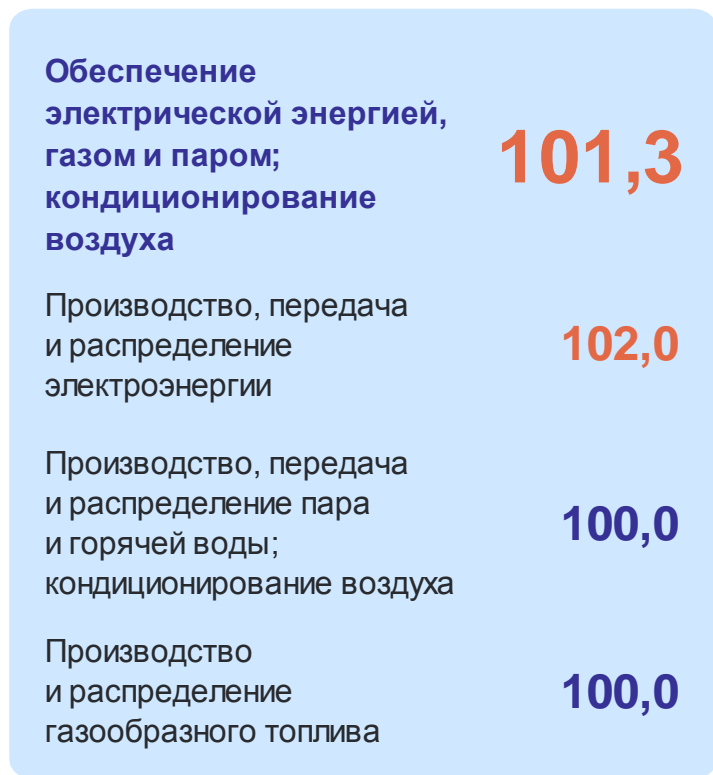 Обеспечение
электрической энергией,
газом и паром;
кондиционирование
воздуха
101,3
Производство, передача
и распределение
электроэнергии
102,0
Производство, передача
и распределение пара
и горячей воды;
кондиционирование воздуха
100,0
Производство
и распределение
газообразного топлива
100,0